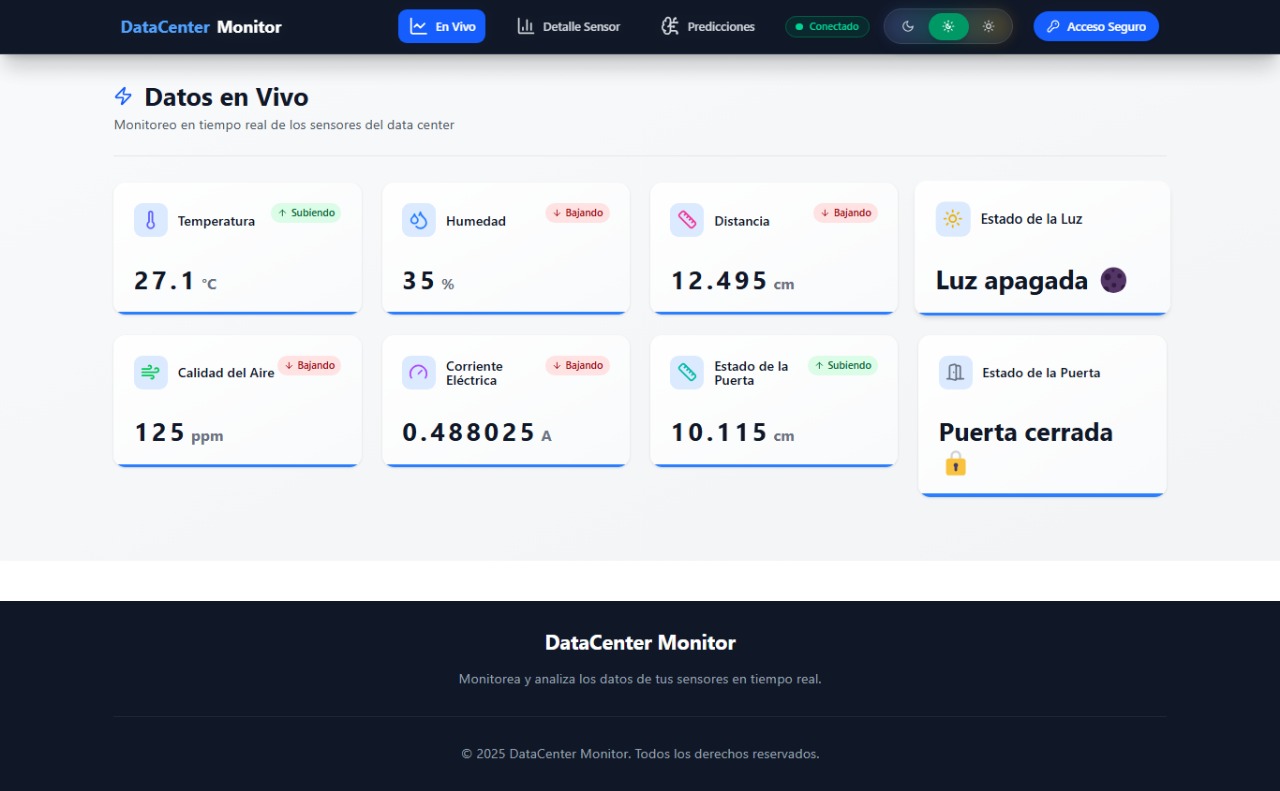 DataCenter Monitor
En Vivo
Detalle Sensor
Predicciones
Conectado
Acceso Seguro
Datos en Vivo
Monitoreo en tiempo real de los sensores del data center
Temperatura
↑ Subiendo
27.1 °C
Humedad
↓ Bajando
35 %
Distancia
↓ Bajando
12.495 cm
Estado de la Luz
Luz apagada
Calidad del Aire
↓ Bajando
125 ppm
Corriente
Eléctrica
↓ Bajando
0.488025 A
Estado de la
Puerta
↑ Subiendo
10.115 cm
Estado de la Puerta
Puerta cerrada
DataCenter Monitor
Monitorea y analiza los datos de tus sensores en tiempo real.
© 2025 DataCenter Monitor. Todos los derechos reservados.